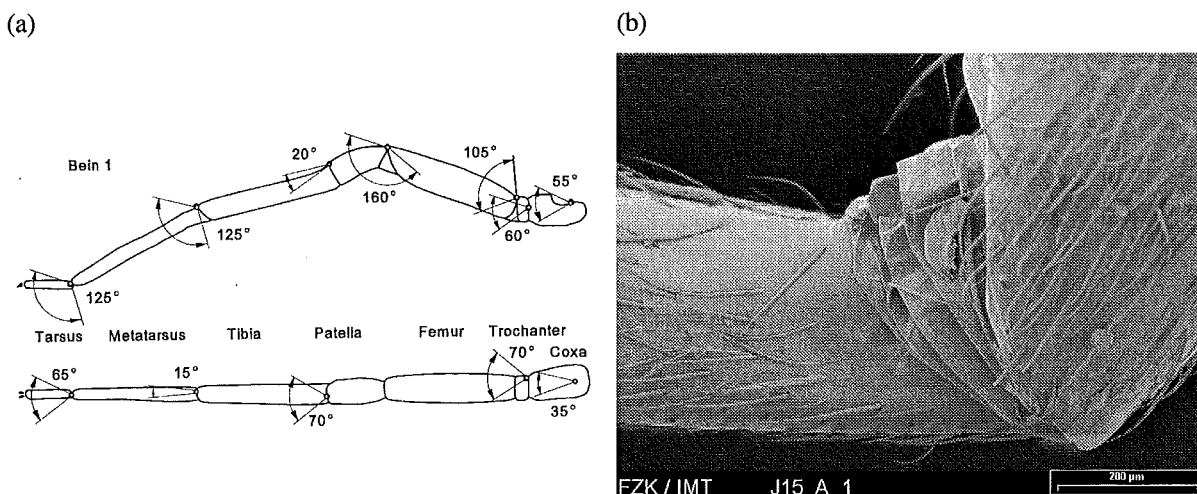 (a)
(b)
Bein 1
20°
105°
55°
160°
60°
125°
125°
Tarsus Metatarsus Tibia Patella Femur Trochanter
Coxa
65°
15°
70°
70°
35°
FZK / IMT J15_A_1
200 µm